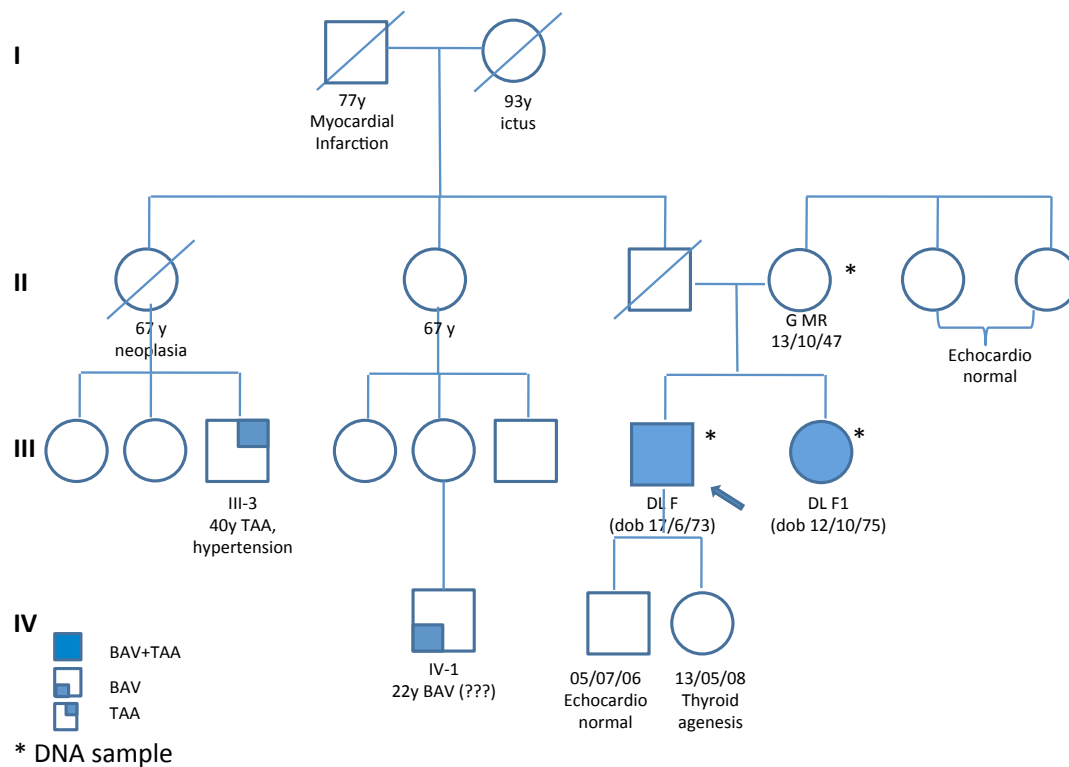 I
77y
Myocardial
Infarction
93y
ictus
II
67 y
neoplasia
67 y
*
G MR
13/10/47
Echocardio
normal
III
III-3
40y TAA,
hypertension
*
DL F
(dob 17/6/73)
*
DL F1
(dob 12/10/75)
IV
IV-1
22y BAV (???)
05/07/06
Echocardio
normal
13/05/08
Thyroid
agenesis
BAV+TAA
BAV
TAA
* DNA sample